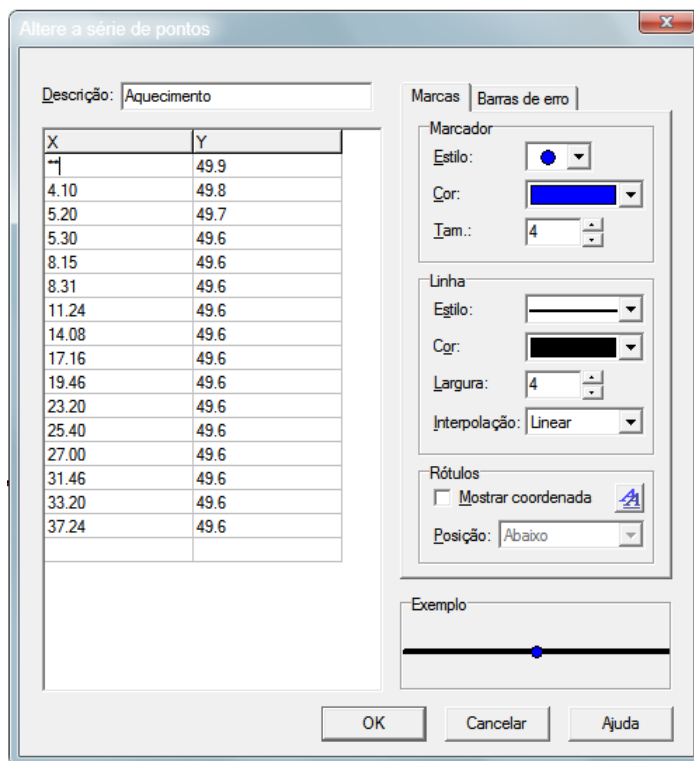 Altere a série de pontos
x
Descrição: Aquecimento
Marcas Barras de erro
X Y
** 49.9
4.10 49.8
5.20 49.7
5.30 49.6
8.15 49.6
8.31 49.6
11.24 49.6
14.08 49.6
17.16 49.6
19.46 49.6
23.20 49.6
25.40 49.6
27.00 49.6
31.46 49.6
33.20 49.6
37.24 49.6
Marcador
Estilo:
Cor:
Tam.: 4
Linha
Estilo:
Cor:
Largura: 4
Interpolação: Linear
Rótulos
Mostrar coordenada AA
Posição: Abaixo
Exemplo
OK Cancelar Ajuda